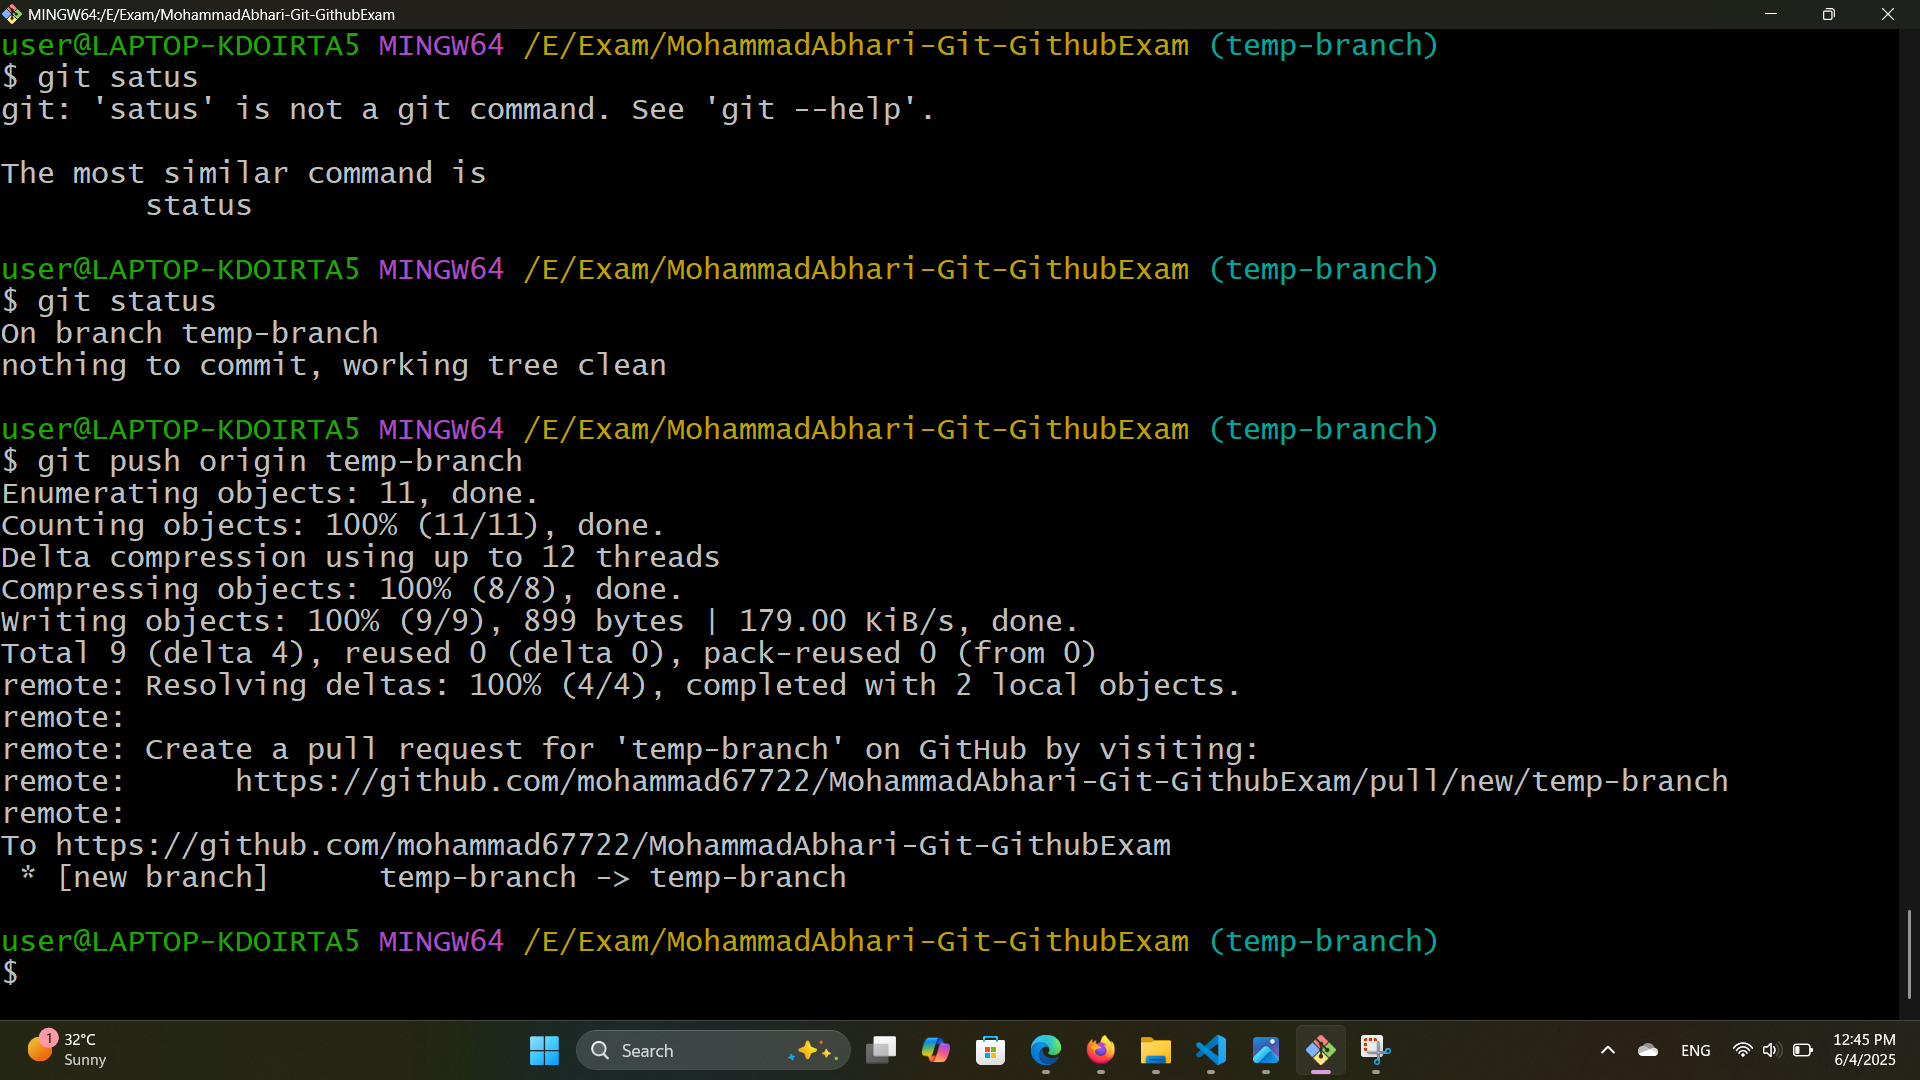 MINGW64:/E/Exam/MohammadAbhari-Git-GithubExam
user@LAPTOP-KDOIRTA5 MINGW64 /E/Exam/MohammadAbhari-Git-GithubExam (temp-branch)
$ git satus
git: 'satus' is not a git command. See 'git --help'.
The most similar command is
status
user@LAPTOP-KDOIRTA5 MINGW64 /E/Exam/MohammadAbhari-Git-GithubExam (temp-branch)
$ git status
On branch temp-branch
nothing to commit, working tree clean
user@LAPTOP-KDOIRTA5 MINGW64 /E/Exam/MohammadAbhari-Git-GithubExam (temp-branch)
$ git push origin temp-branch
Enumerating objects: 11, done.
Counting objects: 100% (11/11), done.
Delta compression using up to 12 threads
Compressing objects: 100% (8/8), done.
Writing objects: 100% (9/9), 899 bytes | 179.00 KiB/s, done.
Total 9 (delta 4), reused 0 (delta 0), pack-reused 0 (from 0)
remote: Resolving deltas: 100% (4/4), completed with 2 local objects.
remote:
remote: Create a pull request for 'temp-branch' on GitHub by visiting:
remote:      https://github.com/mohammad67722/MohammadAbhari-Git-GithubExam/pull/new/temp-branch
remote:
To https://github.com/mohammad67722/MohammadAbhari-Git-GithubExam
 * [new branch]      temp-branch -> temp-branch
user@LAPTOP-KDOIRTA5 MINGW64 /E/Exam/MohammadAbhari-Git-GithubExam (temp-branch)
$
1
32°C
Sunny
Search
ENG
12:45 PM
6/4/2025